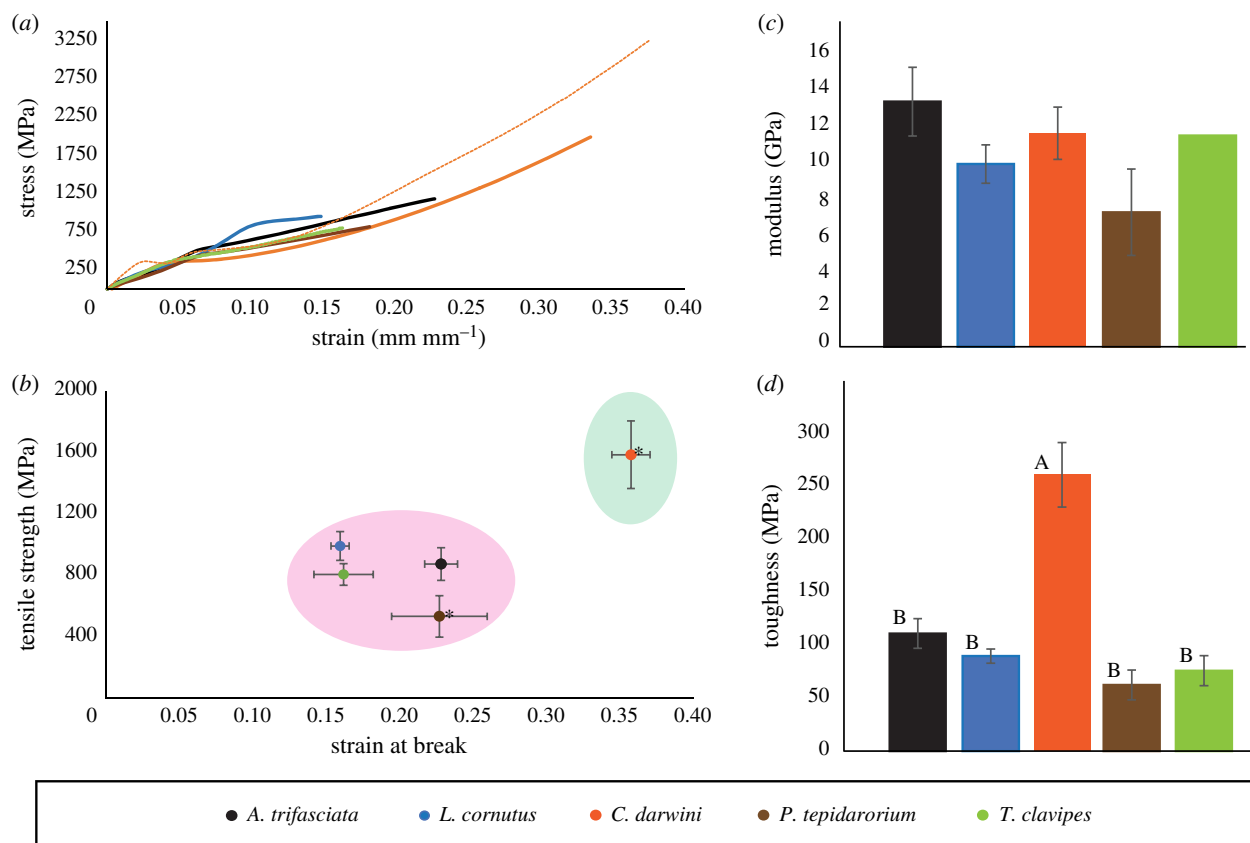 (a)
3250
2750
2250
1750
1250
750
250
0
0.05
0.10
0.15
0.20
0.25
0.30
0.35
0.40
stress (MPa)
strain (mm mm⁻¹)
(c)
16
14
12
10
8
6
4
2
0
modulus (GPa)
(b)
2000
1600
1200
800
400
0
0.05
0.10
0.15
0.20
0.25
0.30
0.35
0.40
tensile strength (MPa)
strain at break
*
*
(d)
300
250
200
150
100
50
0
toughness (MPa)
B
B
A
B
B
A. trifasciata
L. cornutus
C. darwini
P. tepidarorium
T. clavipes